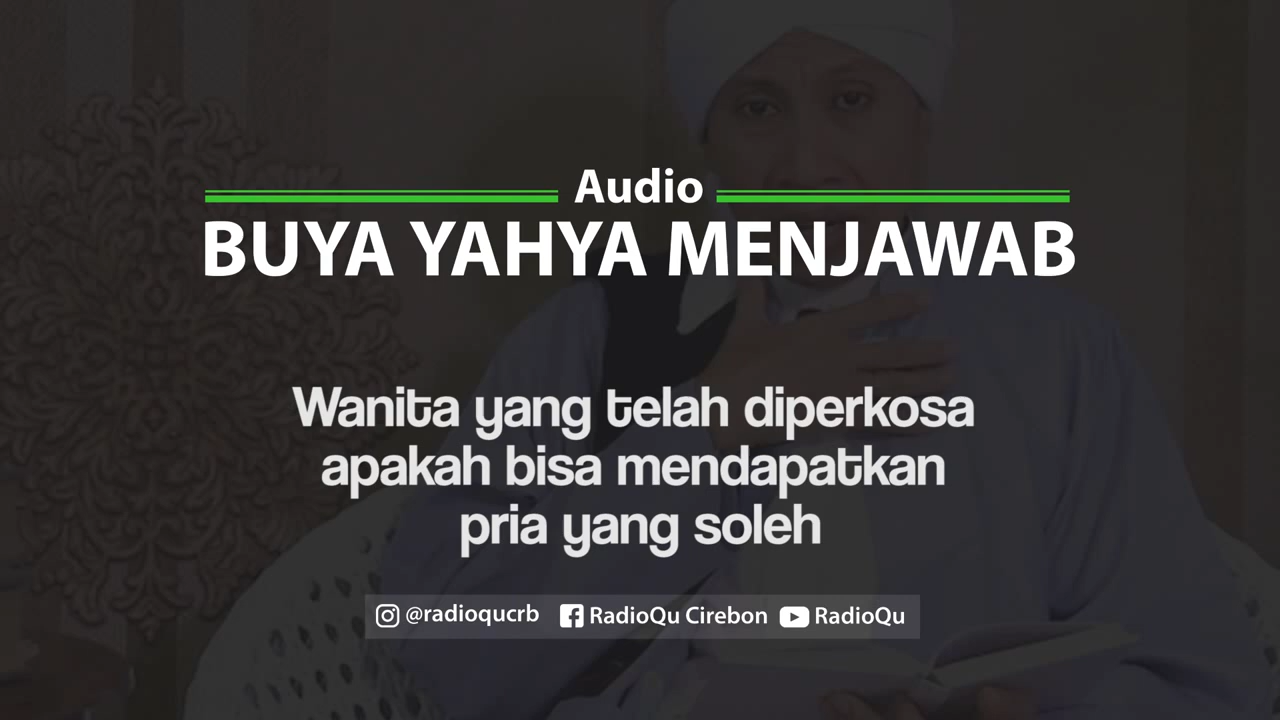 Audio
BUYA YAHYA MENJAWAB
Wanita yang telah diperkosa
apakah bisa mendapatkan
pria yang soleh
@radioqucrb RadioQu Cirebon RadioQu